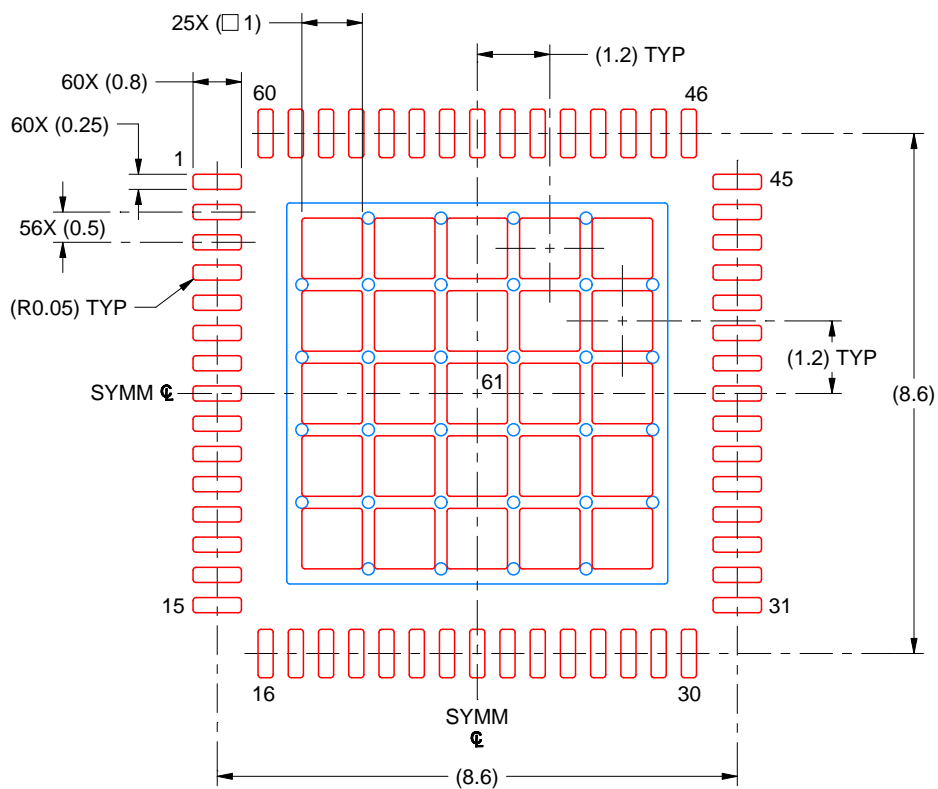 25X (□ 1)
(1.2) TYP
60X (0.8)
60
46
60X (0.25)
1
45
56X (0.5)
(R0.05) TYP
(1.2) TYP
61
SYMM ℄
(8.6)
15
31
16
30
SYMM
℄
(8.6)